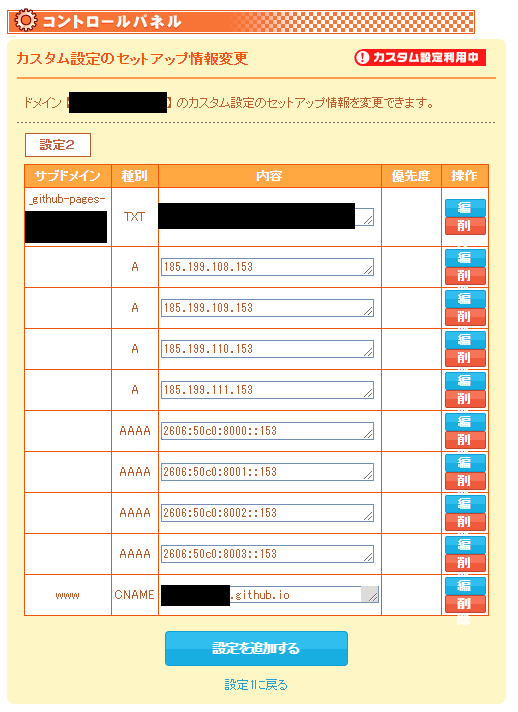 コントロールパネル
カスタム設定のセットアップ情報変更
カスタム設定利用中
ドメイン【 】のカスタム設定のセットアップ情報を変更できます。
設定2
サブドメイン 種別 内容 優先度 操作
_github-pages-
TXT
編
削
A 185.199.108.153 編
削
A 185.199.109.153 編
削
A 185.199.110.153 編
削
A 185.199.111.153 編
削
AAAA 2606:50c0:8000::153 編
削
AAAA 2606:50c0:8001::153 編
削
AAAA 2606:50c0:8002::153 編
削
AAAA 2606:50c0:8003::153 編
削
www CNAME .github.io 編
削
設定を追加する
設定1に戻る